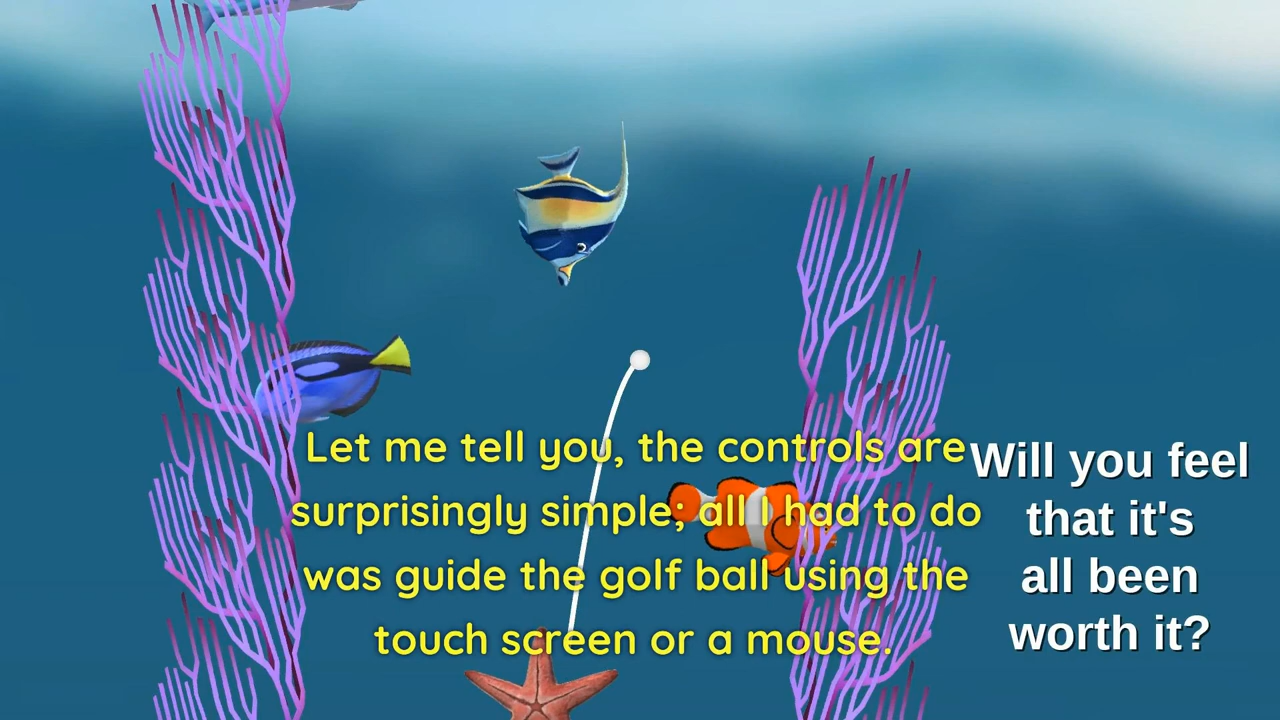 Let me tell you, the controls are
surprisingly simple; all I had to do
was guide the golf ball using the
touch screen or a mouse.
Will you feel
that it's
all been
worth it?